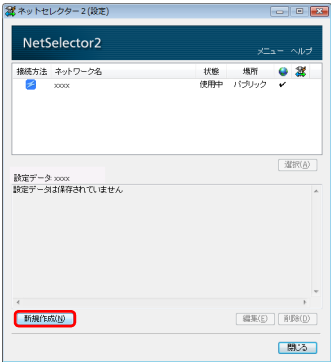 ネットセレクター2(設定)
NetSelector2
メニュー ヘルプ
接続方法 ネットワーク名 状態 場所
xxxx 使用中 パブリック ✔
選択(A)
設定データ: xxxx
設定データは保存されていません
新規作成(N) 編集(E) 削除(D)
閉じる